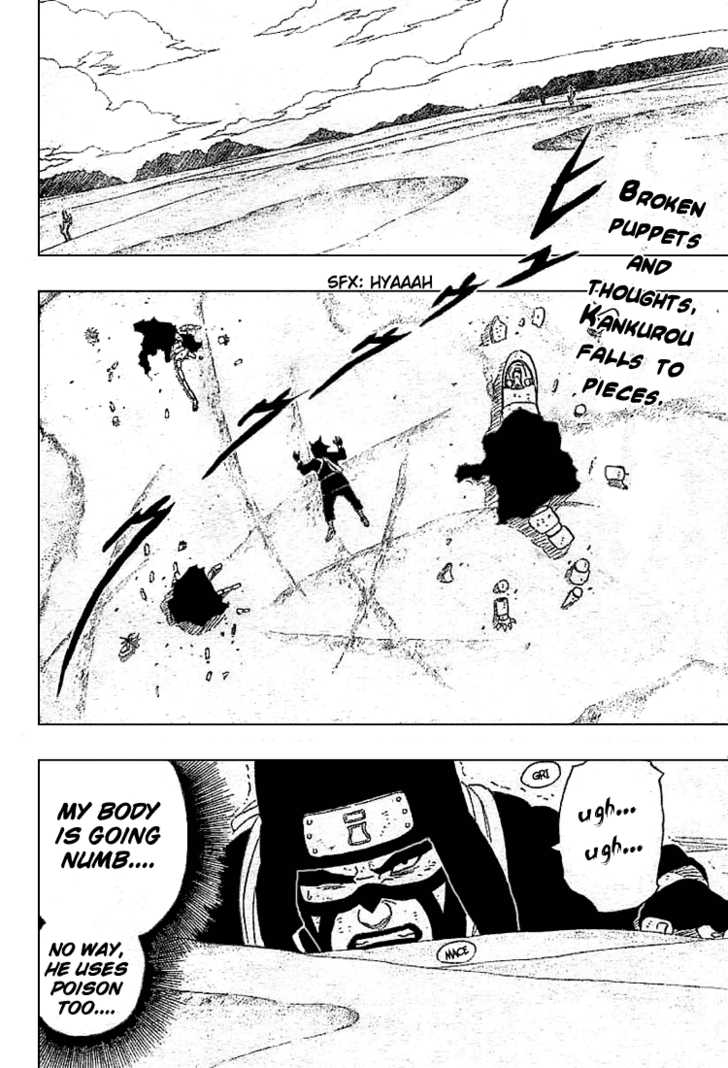 BROKEN
PUPPETS
AND
THOUGHTS,
KANKUROU
FALLS TO
PIECES.
SFX: HYAAAH
GRI
ugh...
ugh...
MY BODY
IS GOING
NUMB....
NO WAY,
HE USES
POISON
TOO....
MACE